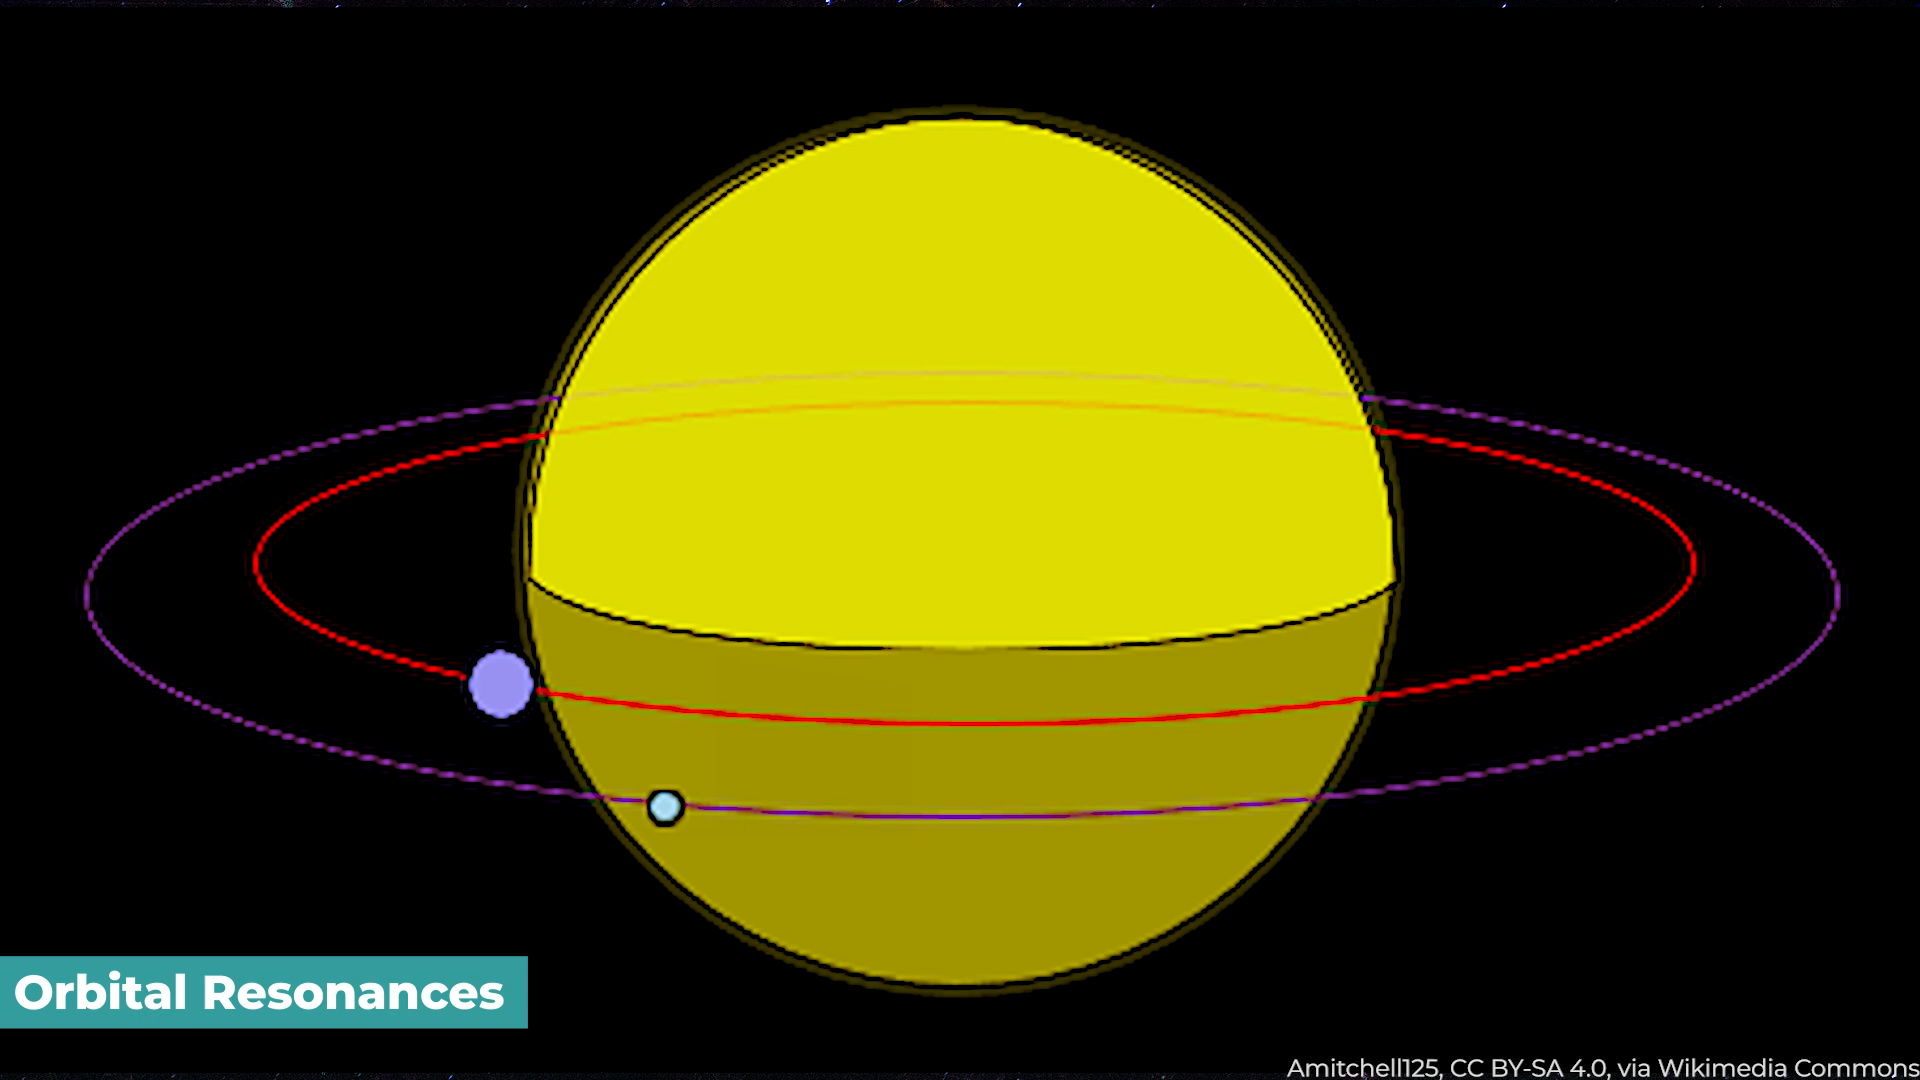 Orbital Resonances
Amitchell125, CC BY-SA 4.0, via Wikimedia Commons